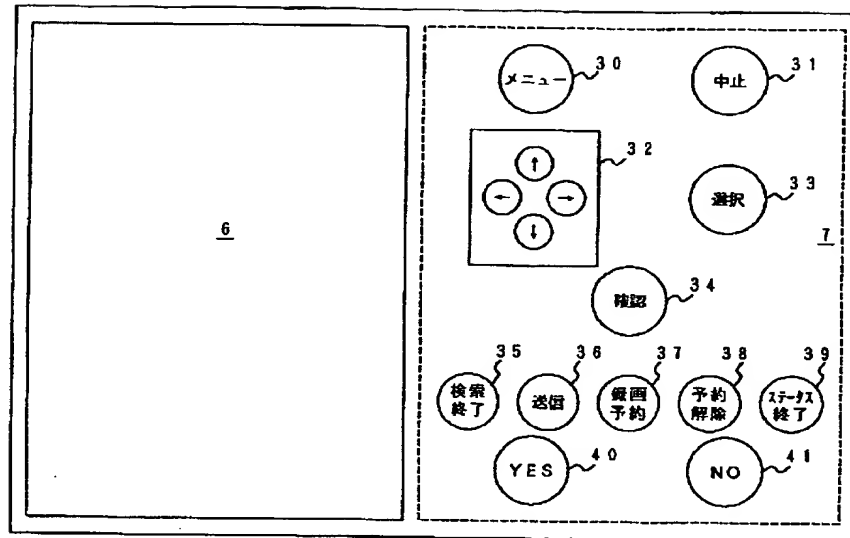 メニュー
30
中止
31
32
↑
←
→
↓
選択
33
6
7
確認
34
35
36
37
38
39
検索
終了
送信
録画
予約
予約
解除
ステータス
終了
YES
40
NO
41